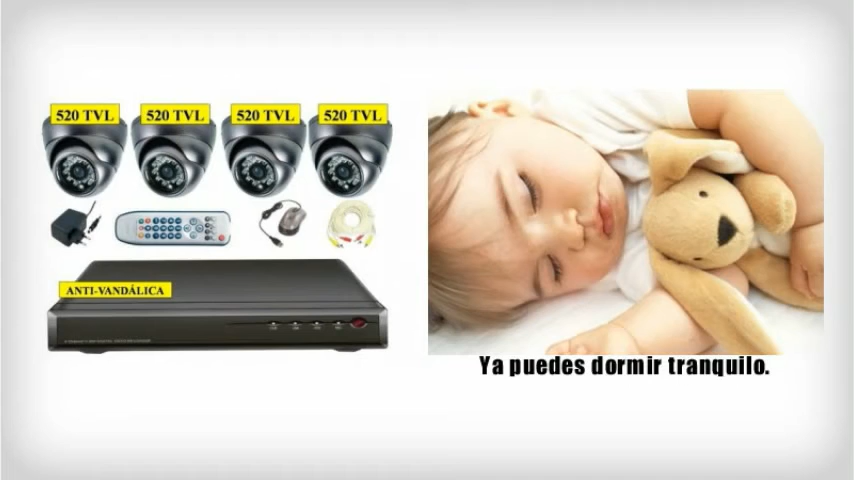 520 TVL
520 TVL
520 TVL
520 TVL
ANTI-VANDÁLICA
Ya puedes dormir tranquilo.